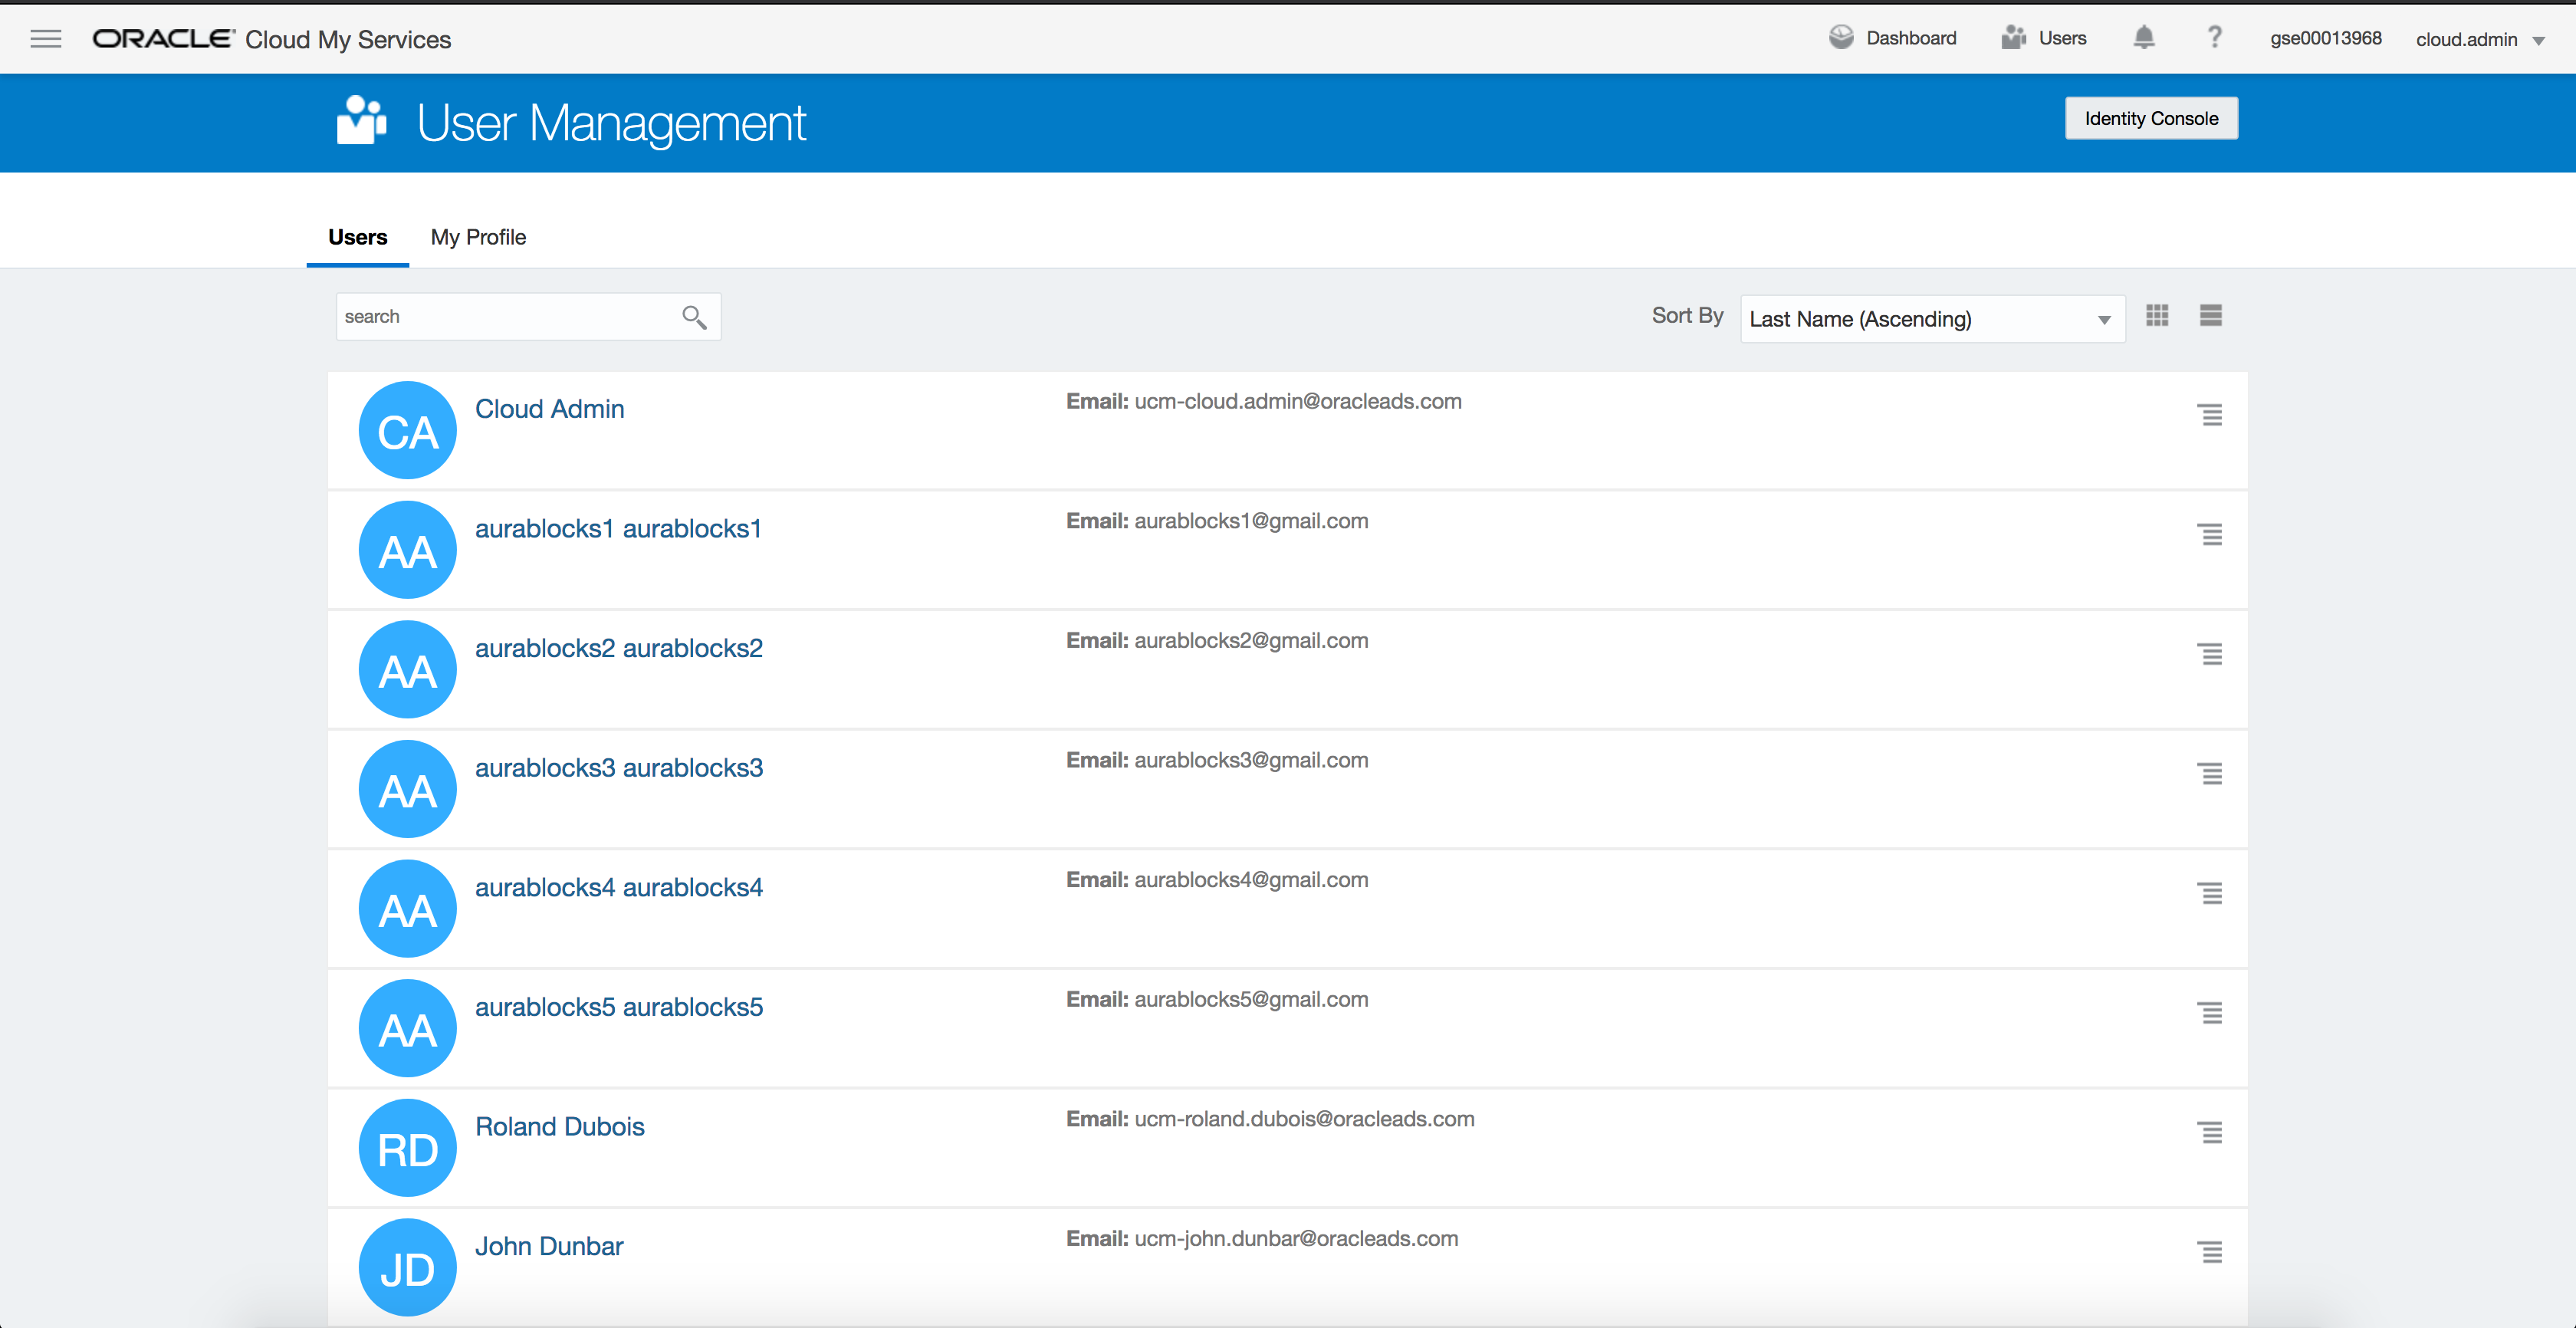 ORACLE Cloud My Services
Dashboard
Users
?
gse00013968
cloud.admin
User Management
Identity Console
Users
My Profile
search
Sort By
Last Name (Ascending)
CA
Cloud Admin
Email: ucm-cloud.admin@oracleads.com
AA
aurablocks1 aurablocks1
Email: aurablocks1@gmail.com
AA
aurablocks2 aurablocks2
Email: aurablocks2@gmail.com
AA
aurablocks3 aurablocks3
Email: aurablocks3@gmail.com
AA
aurablocks4 aurablocks4
Email: aurablocks4@gmail.com
AA
aurablocks5 aurablocks5
Email: aurablocks5@gmail.com
RD
Roland Dubois
Email: ucm-roland.dubois@oracleads.com
JD
John Dunbar
Email: ucm-john.dunbar@oracleads.com